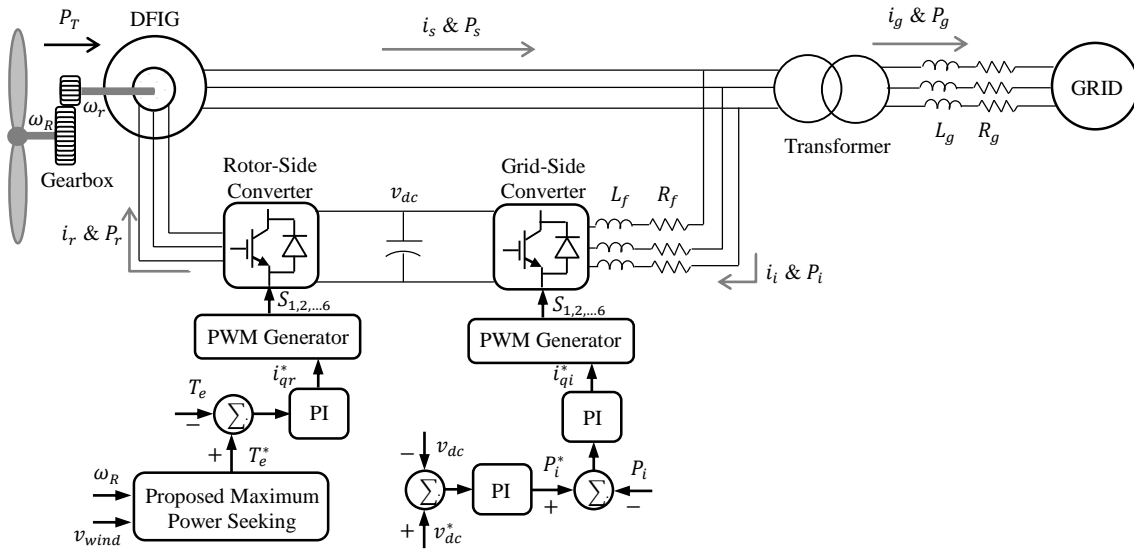 P_T
DFIG
i_s & P_s
i_g & P_g
ω_r
ω_R
GRID
L_g R_g
Transformer
Gearbox
Rotor-Side
Converter
v_dc
Grid-Side
Converter
L_f R_f
i_r & P_r
i_i & P_i
S_1,2,…6
S_1,2,…6
PWM Generator
PWM Generator
i*_qr
i*_qi
T_e
−
∑
PI
PI
+
T*_e
−
v_dc
ω_R
v_wind
Proposed Maximum
Power Seeking
∑
PI
P*_i
+
∑
P_i
−
+
v*_dc